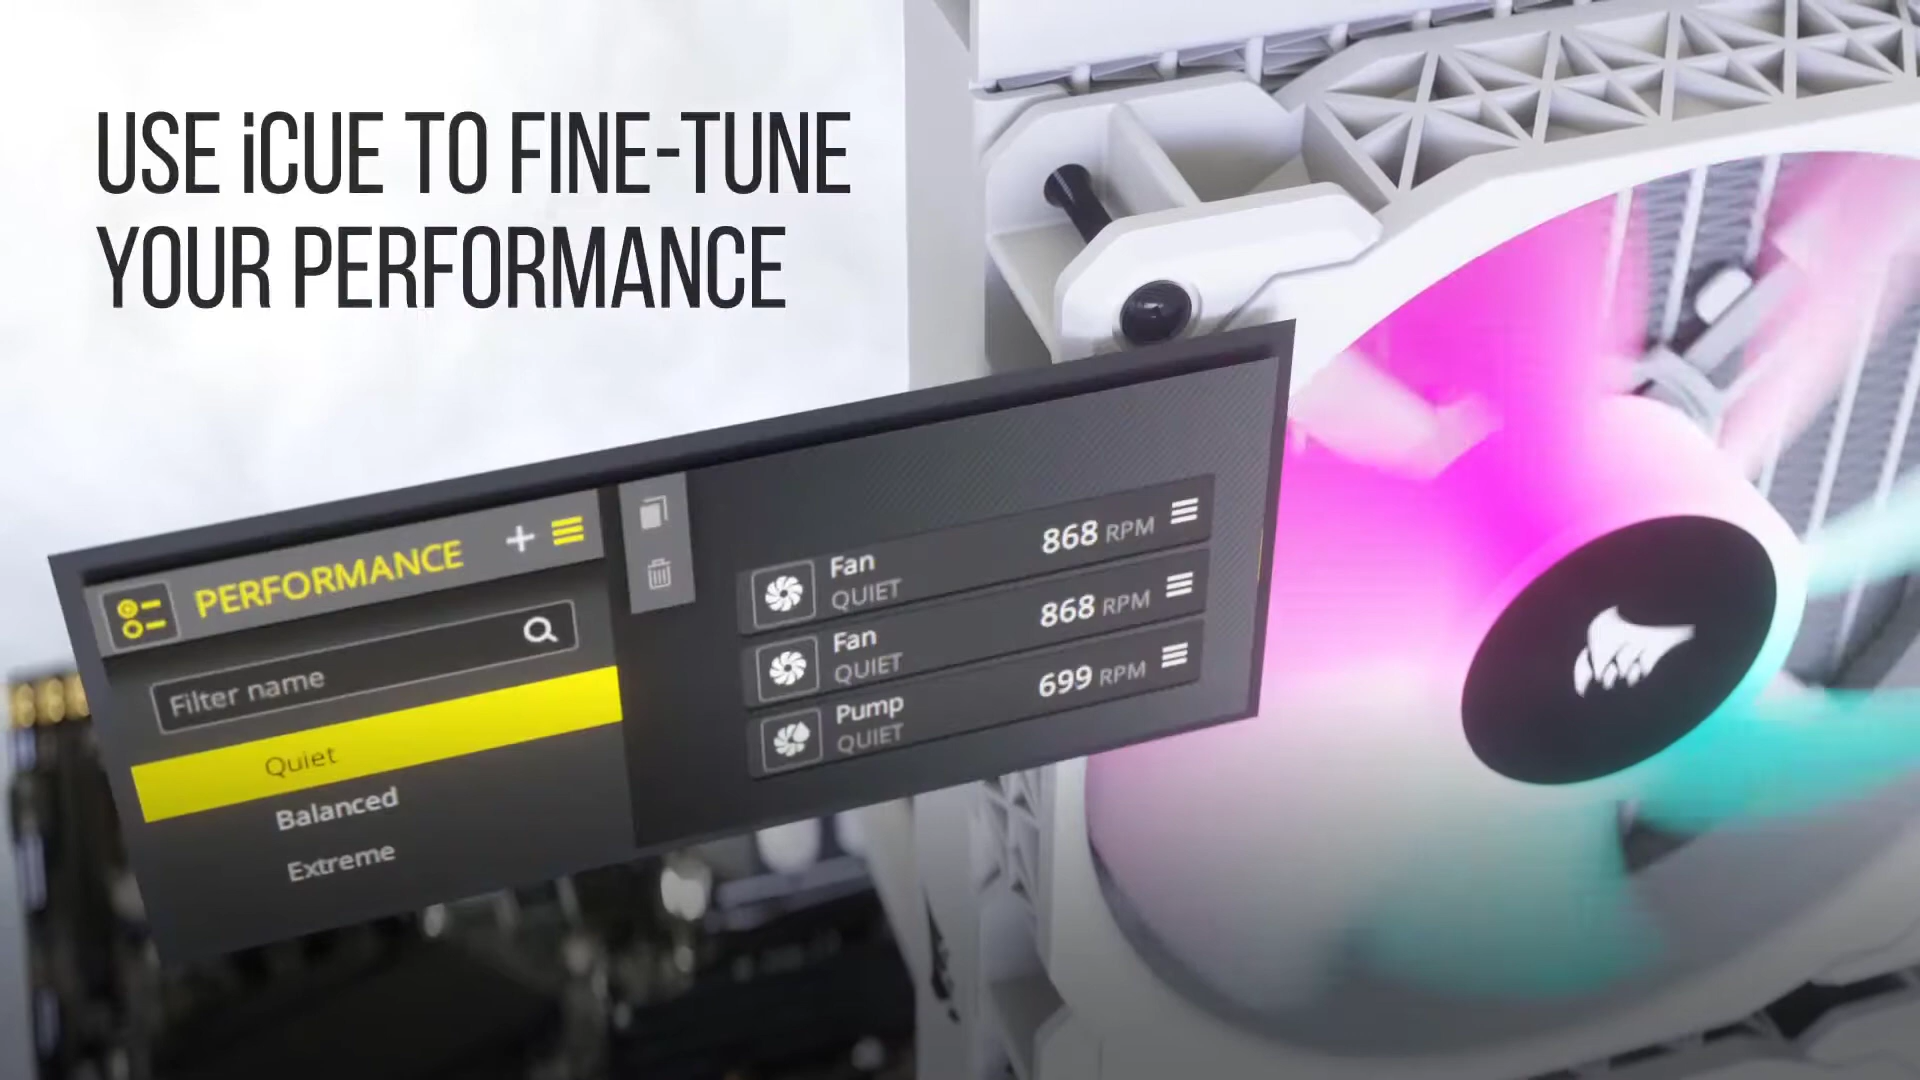 USE iCUE TO FINE-TUNE
YOUR PERFORMANCE
PERFORMANCE
Filter name
Quiet
Balanced
Extreme
Fan
QUIET
868 RPM
Fan
QUIET
868 RPM
Pump
QUIET
699 RPM